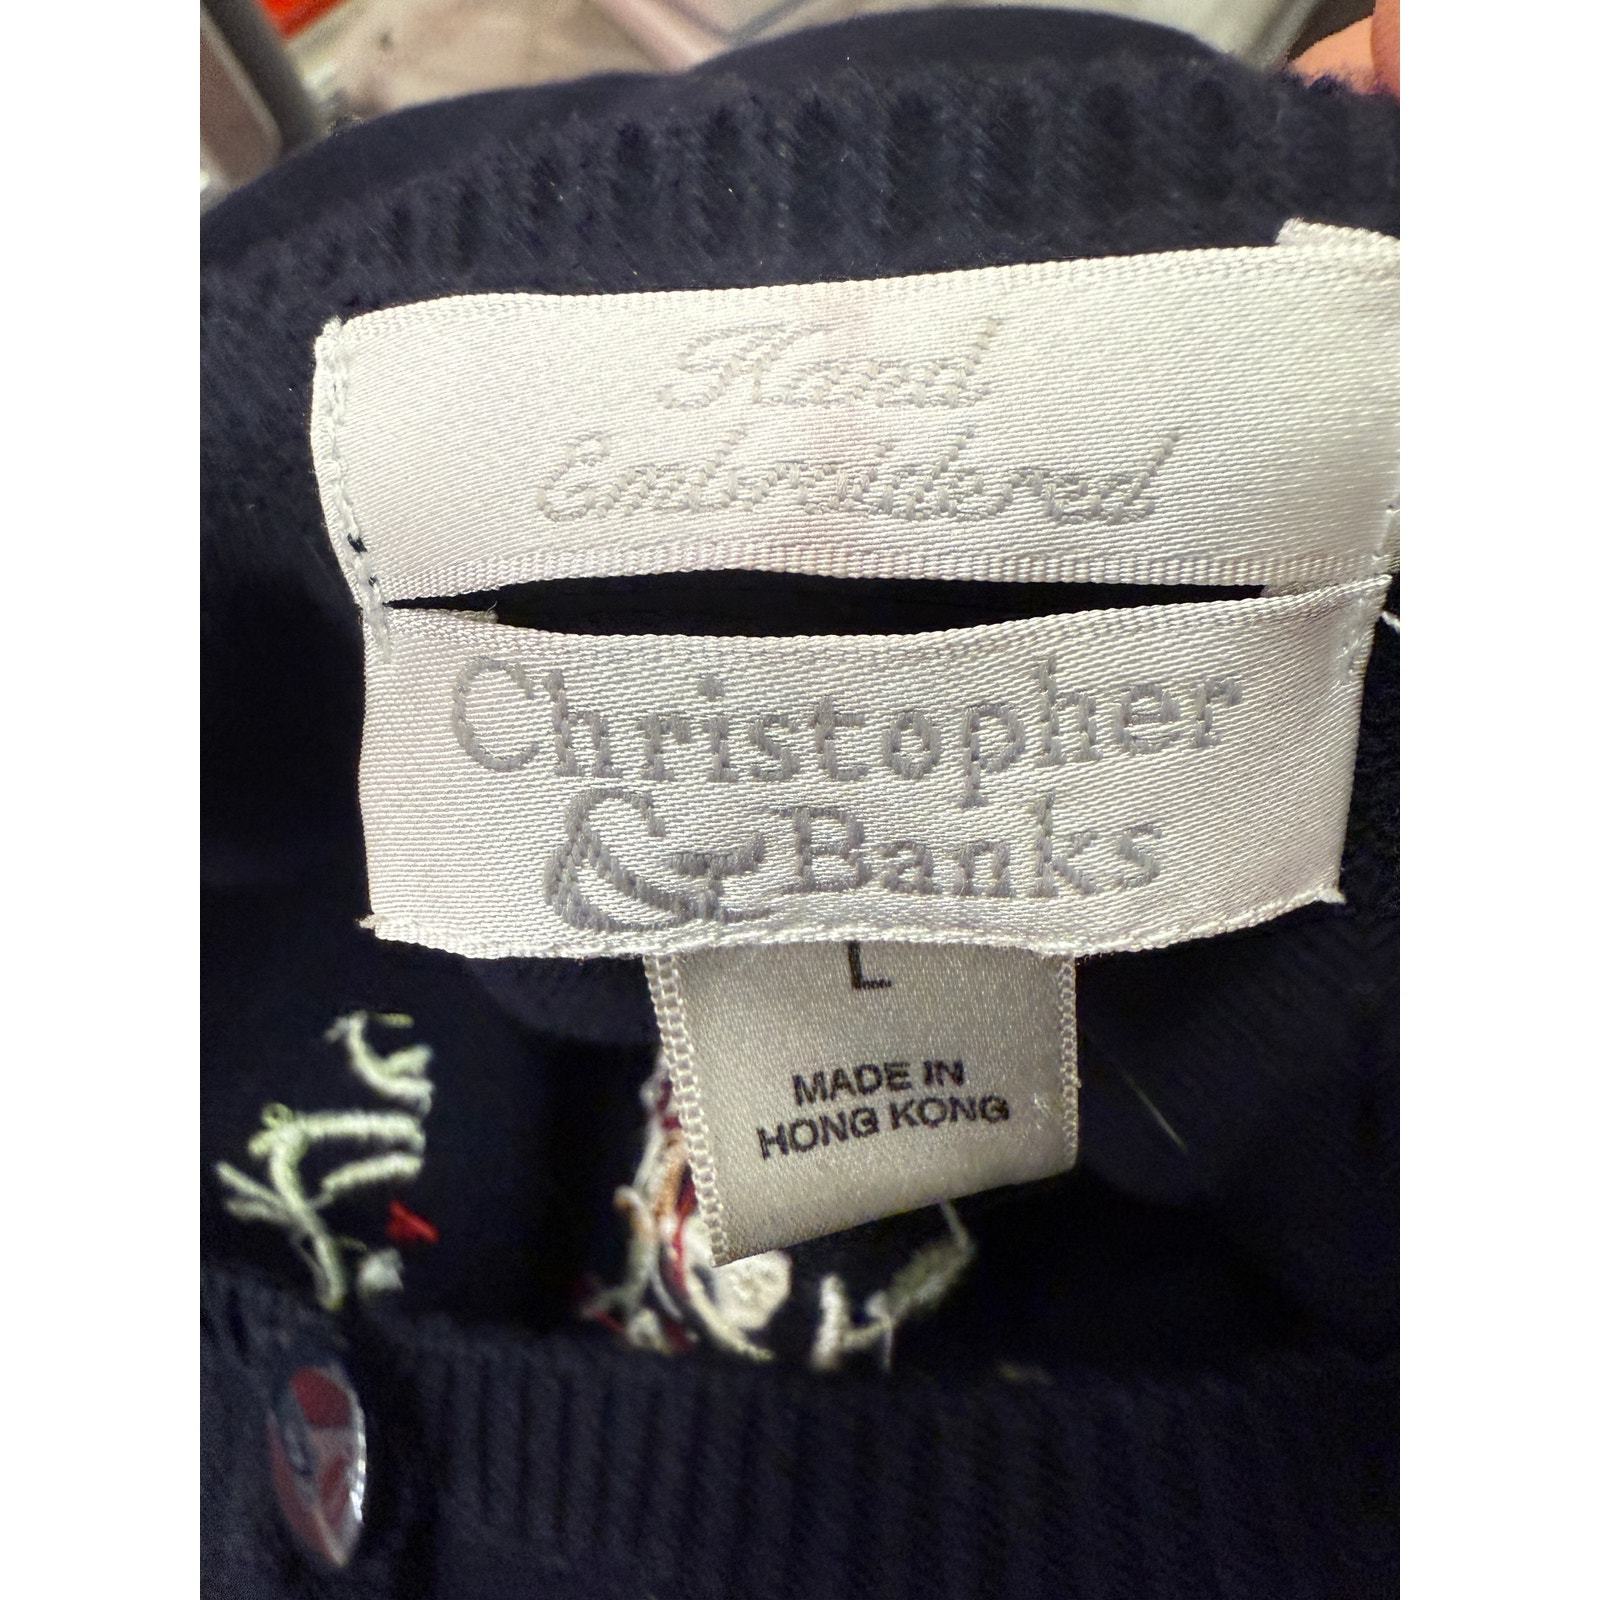 Hand
Embroidered
Christopher
& Banks
L
MADE IN
HONG KONG